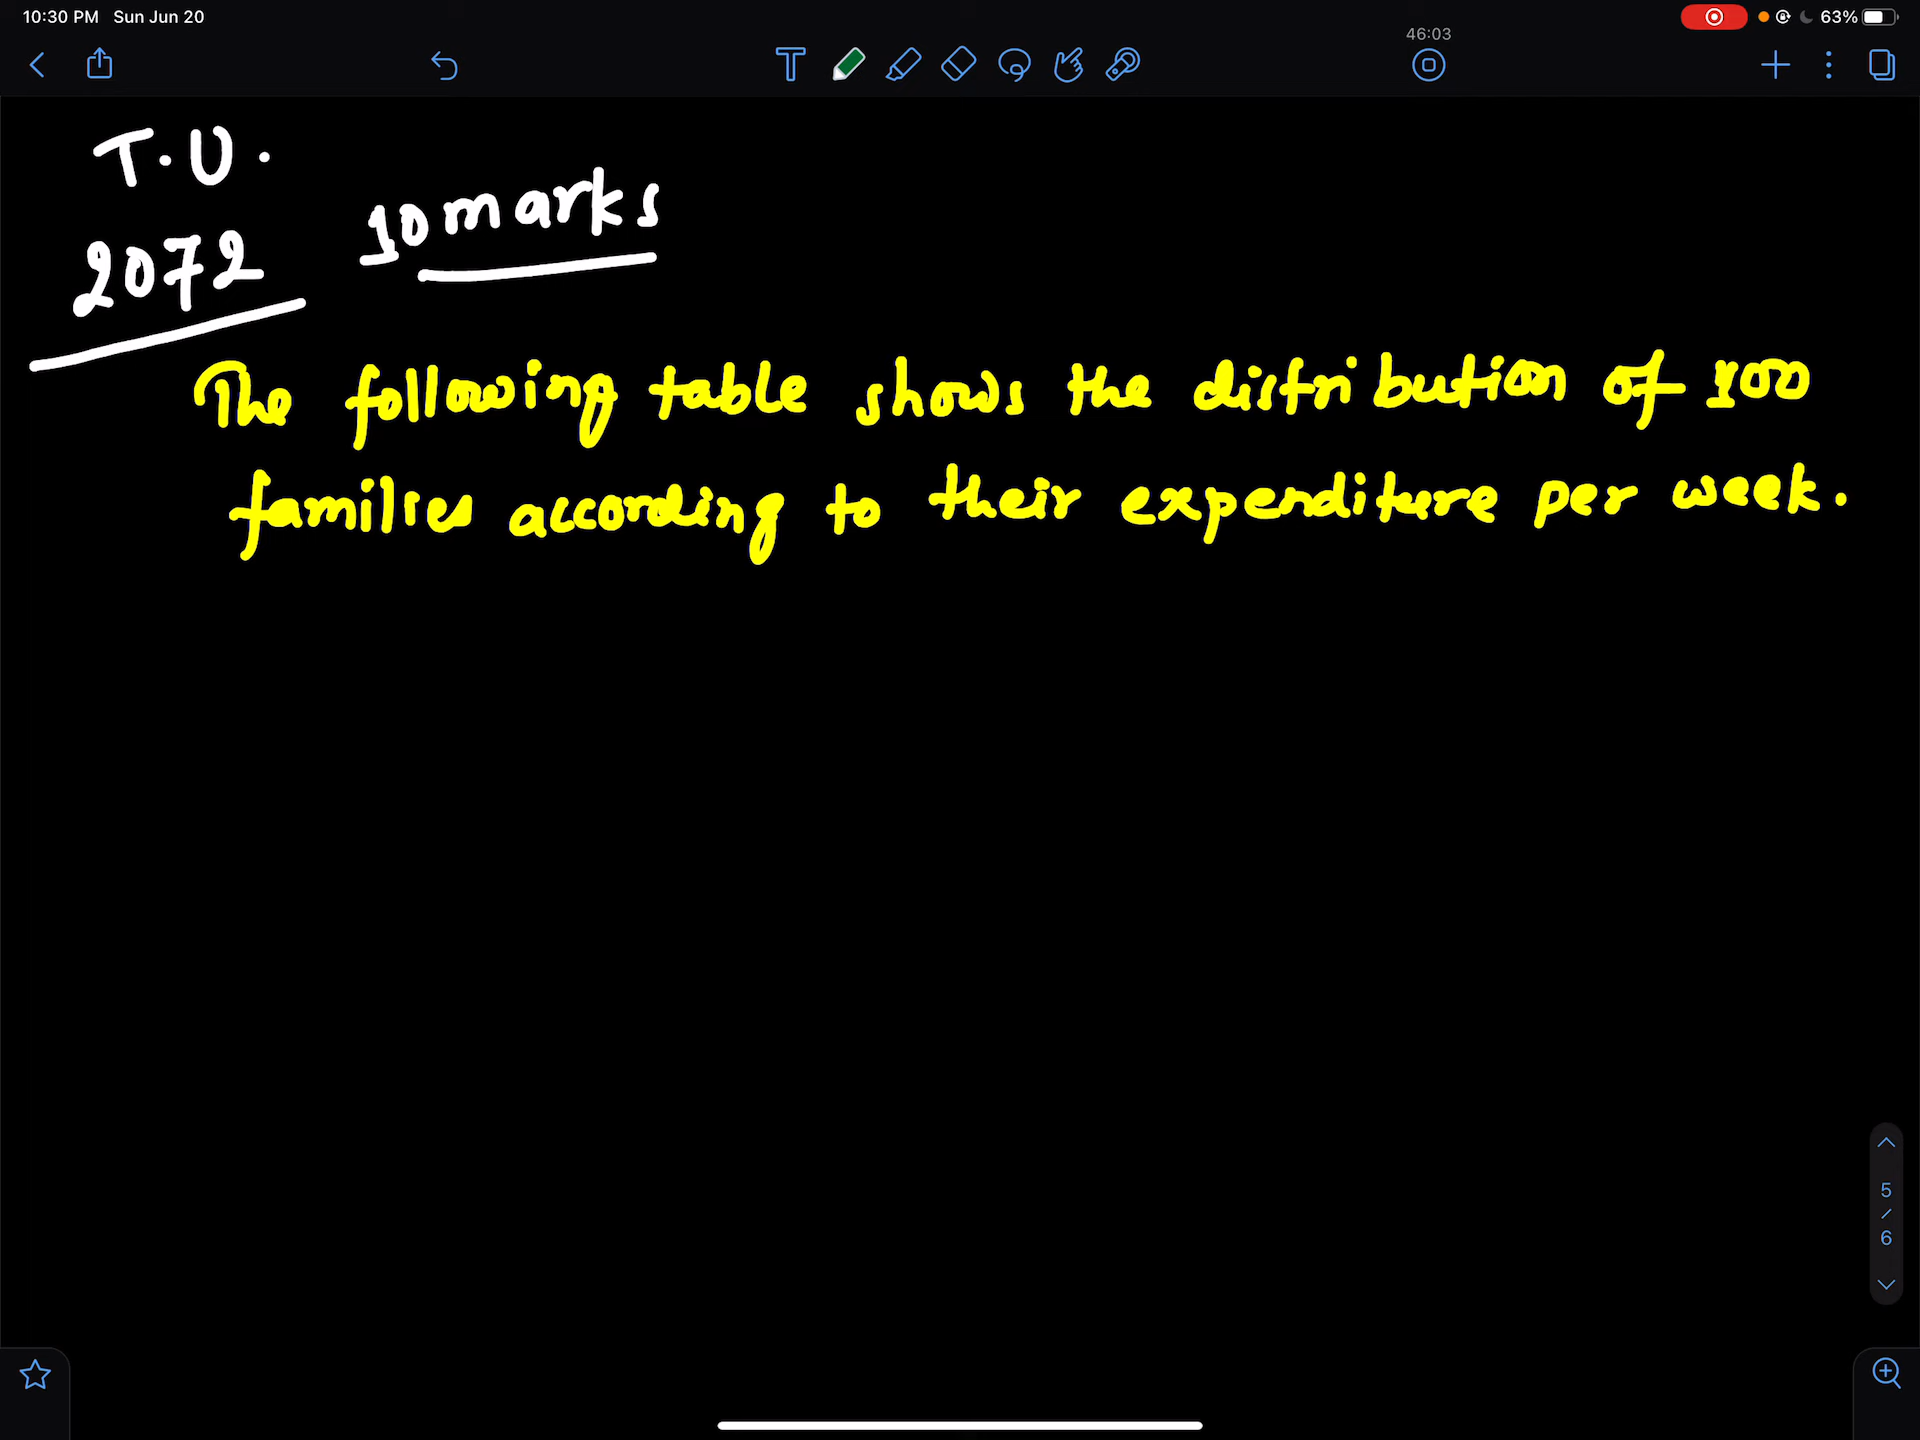 10:30 PM Sun Jun 20
63%
46:03
T.U.
2072 10 marks
The following table shows the distribution of 100
families according to their expenditure per week.
5
/
6